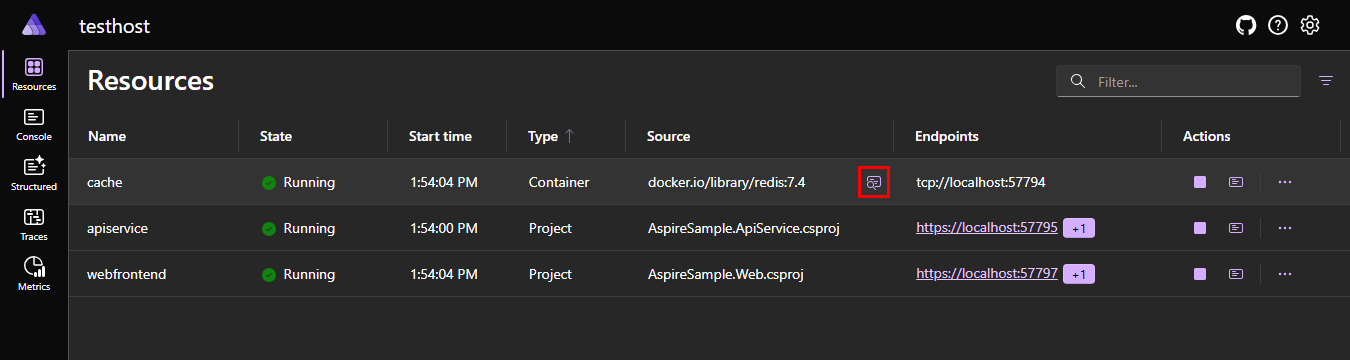 testhost
Resources
Resources
Filter...
Console
Name State Start time Type Source Endpoints Actions
Structured
cache Running 1:54:04 PM Container docker.io/library/redis:7.4 tcp://localhost:57794
Traces
apiservice Running 1:54:00 PM Project AspireSample.ApiService.csproj https://localhost:57795 +1
Metrics
webfrontend Running 1:54:04 PM Project AspireSample.Web.csproj https://localhost:57797 +1